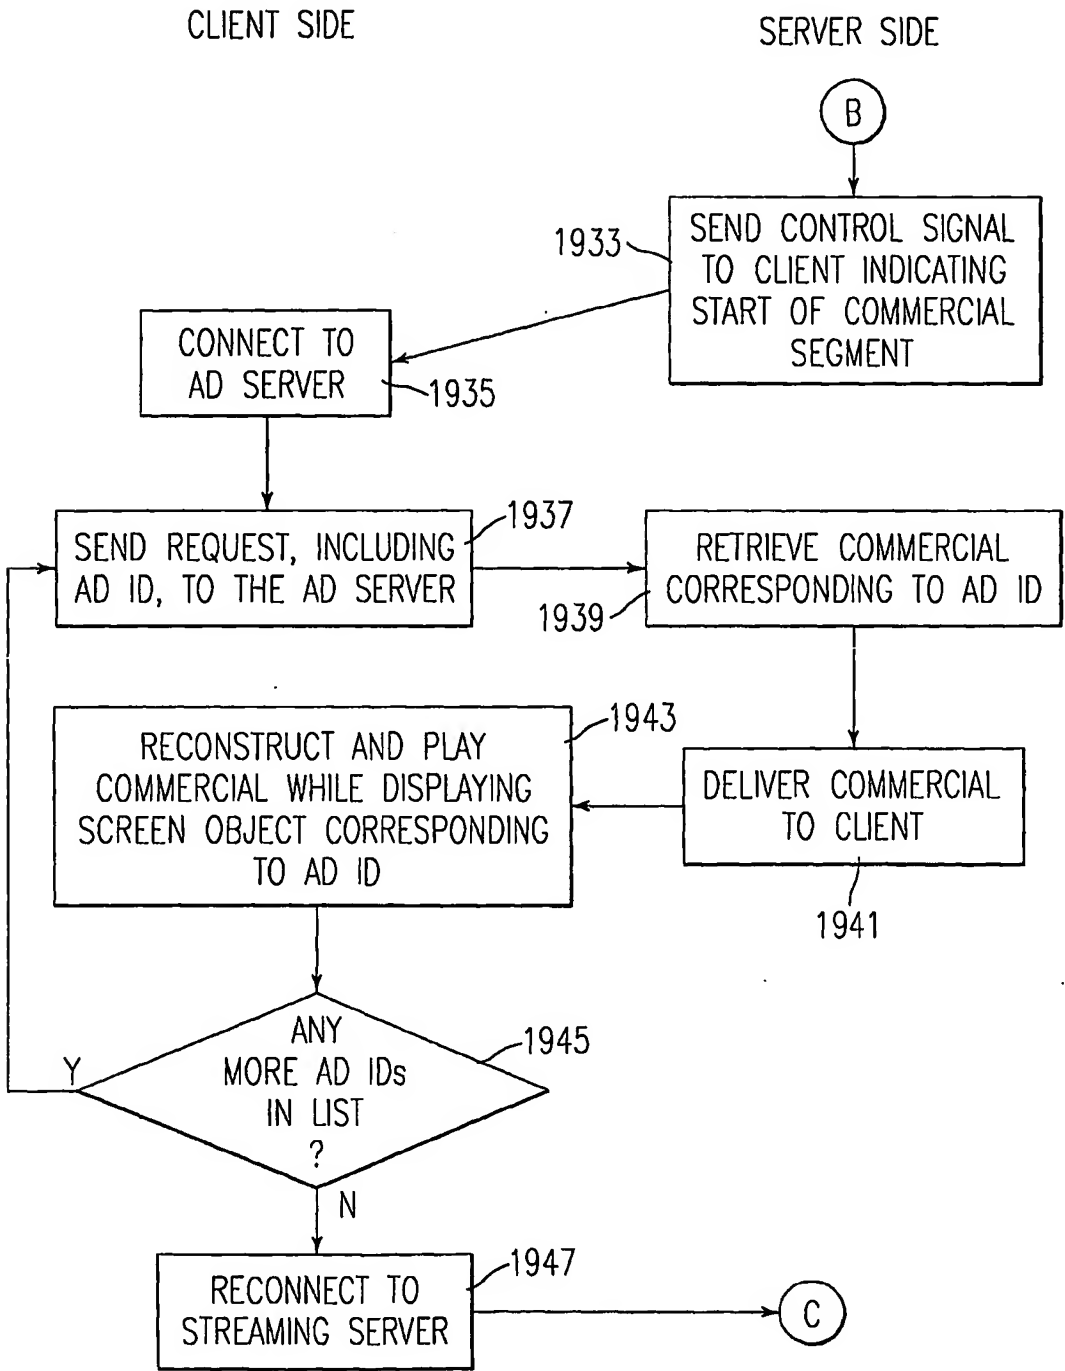 CLIENT SIDE
SERVER SIDE
B
SEND CONTROL SIGNAL
TO CLIENT INDICATING
START OF COMMERCIAL
SEGMENT
1933
CONNECT TO
AD SERVER
1935
SEND REQUEST, INCLUDING
AD ID, TO THE AD SERVER
1937
RETRIEVE COMMERCIAL
CORRESPONDING TO AD ID
1939
DELIVER COMMERCIAL
TO CLIENT
1941
RECONSTRUCT AND PLAY
COMMERCIAL WHILE DISPLAYING
SCREEN OBJECT CORRESPONDING
TO AD ID
1943
ANY
MORE AD IDs
IN LIST
?
1945
Y
N
RECONNECT TO
STREAMING SERVER
1947
C